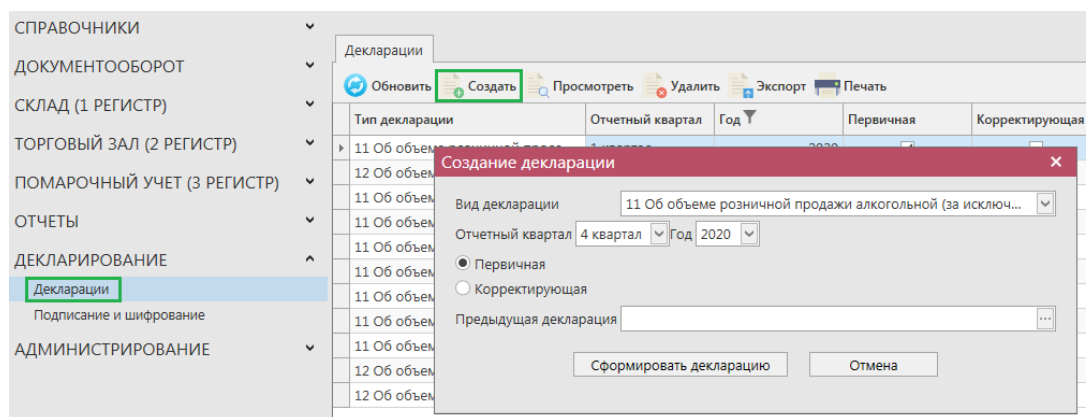 СПРАВОЧНИКИ
ДОКУМЕНТООБОРОТ
СКЛАД (1 РЕГИСТР)
ТОРГОВЫЙ ЗАЛ (2 РЕГИСТР)
ПОМАРОЧНЫЙ УЧЕТ (3 РЕГИСТР)
ОТЧЕТЫ
ДЕКЛАРИРОВАНИЕ
Декларации
Подписание и шифрование
АДМИНИСТРИРОВАНИЕ
Декларации
Обновить Создать Просмотреть Удалить Экспорт Печать
Тип декларации Отчетный квартал Год Первичная Корректирующая
11 Об объеме розничной 1 квартал 2020
12 Об объем
11 Об объем
11 Об объем
11 Об объем
11 Об объем
11 Об объем
11 Об объем
11 Об объем
12 Об объем
12 Об объем
Создание декларации
Вид декларации 11 Об объеме розничной продажи алкогольной (за исключ...
Отчетный квартал 4 квартал Год 2020
Первичная
Корректирующая
Предыдущая декларация ...
Сформировать декларацию Отмена